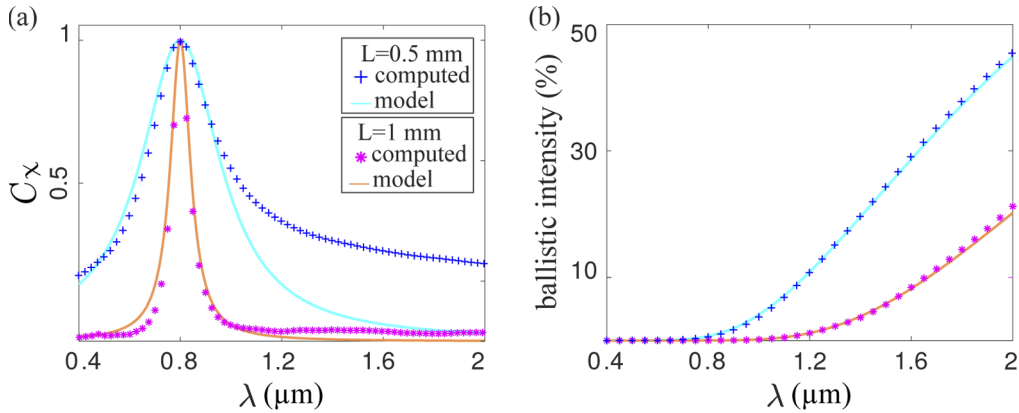 (a)
1
0.5
Cχ
0.4
0.8
1.2
1.6
2
λ (µm)
L=0.5 mm
computed
model
L=1 mm
computed
model
(b)
50
30
10
ballistic intensity (%)
0.4
0.8
1.2
1.6
2
λ (µm)